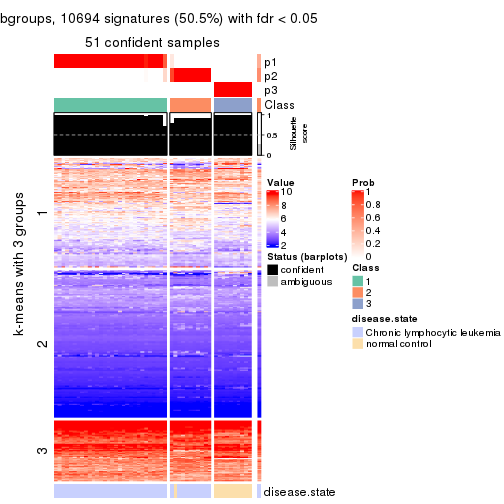 bgroups, 10694 signatures (50.5%) with fdr < 0.05
51 confident samples
p1
p2
p3
Class
1
0.5
0
Silhouette
score
k-means with 3 groups
1
2
3
Value
10
8
6
4
2
Status (barplots)
confident
ambiguous
Prob
1
0.8
0.6
0.4
0.2
0
Class
1
2
3
disease.state
Chronic lymphocytic leukemia
normal control
disease.state